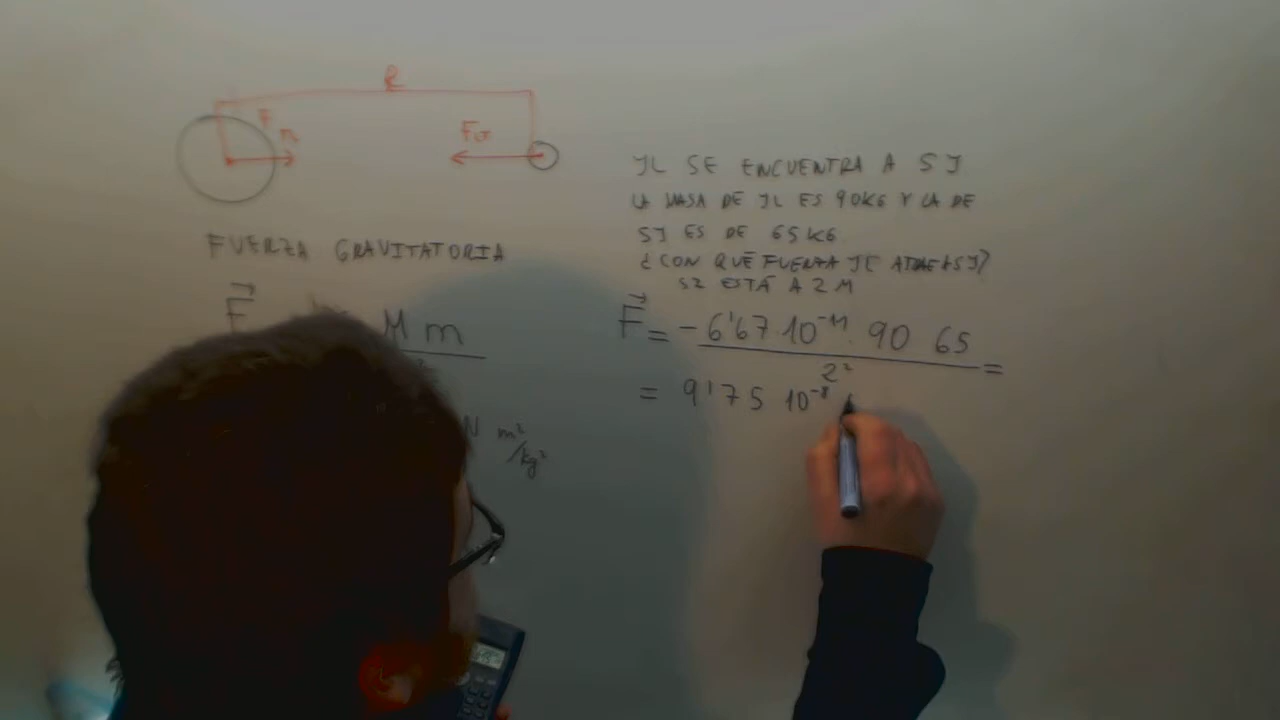 R
F
FUERZA GRAVITATORIA
F
M m
N m²/kg²
JL SE ENCUENTRA A SJ
LA MASA DE JL ES 90KG Y LA DE
SJ ES DE 65KG
¿CON QUÉ FUERZA JL ATRAE A SJ?
SI ESTÁ A 2 M
F = -6'67·10⁻¹¹·90 65 / 2² =
= 9'75 10⁻⁸